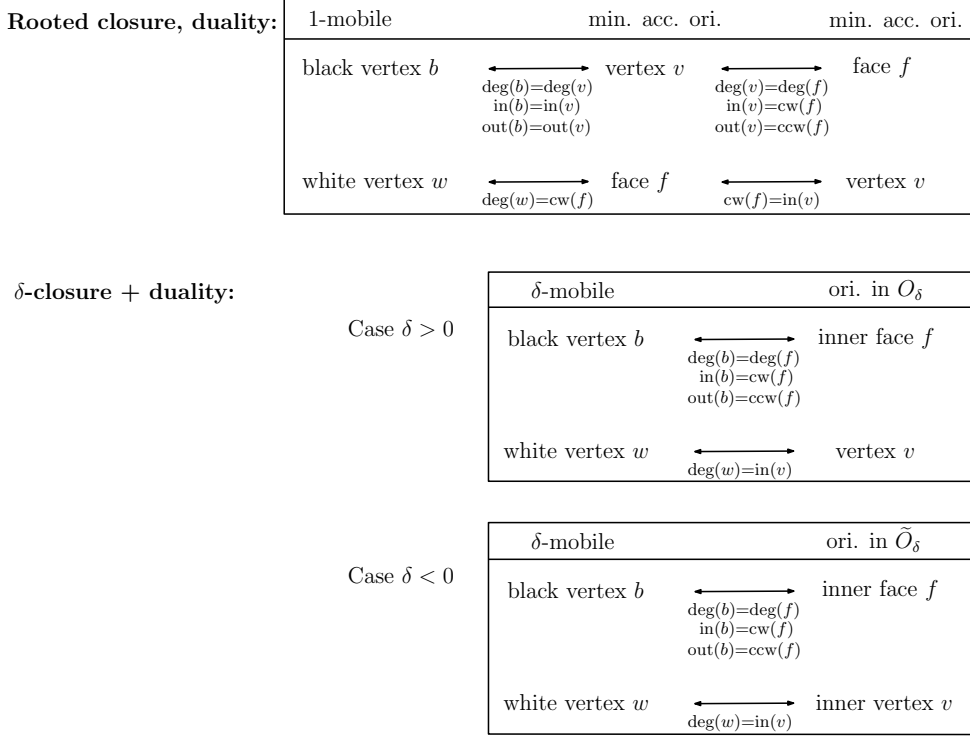 Rooted closure, duality:
1-mobile min. acc. ori. min. acc. ori.
black vertex b vertex v face f
deg(b)=deg(v) deg(v)=deg(f)
in(b)=in(v) in(v)=cw(f)
out(b)=out(v) out(v)=ccw(f)
white vertex w face f vertex v
deg(w)=cw(f) cw(f)=in(v)
δ-closure + duality:
δ-mobile ori. in O_δ
Case δ > 0
black vertex b inner face f
deg(b)=deg(f)
in(b)=cw(f)
out(b)=ccw(f)
white vertex w vertex v
deg(w)=in(v)
δ-mobile ori. in Õ_δ
Case δ < 0
black vertex b inner face f
deg(b)=deg(f)
in(b)=cw(f)
out(b)=ccw(f)
white vertex w inner vertex v
deg(w)=in(v)